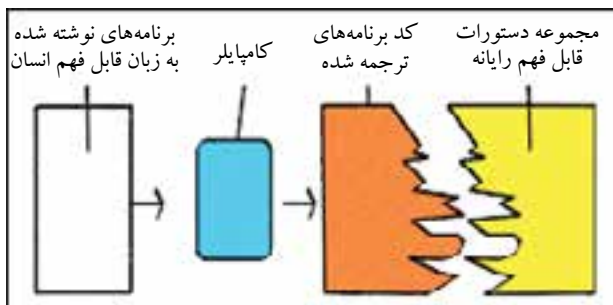 برنامه‌های نوشته شده
به زبان قابل فهم انسان
کامپایلر
کد برنامه‌های
ترجمه شده
مجموعه دستورات
قابل فهم رایانه